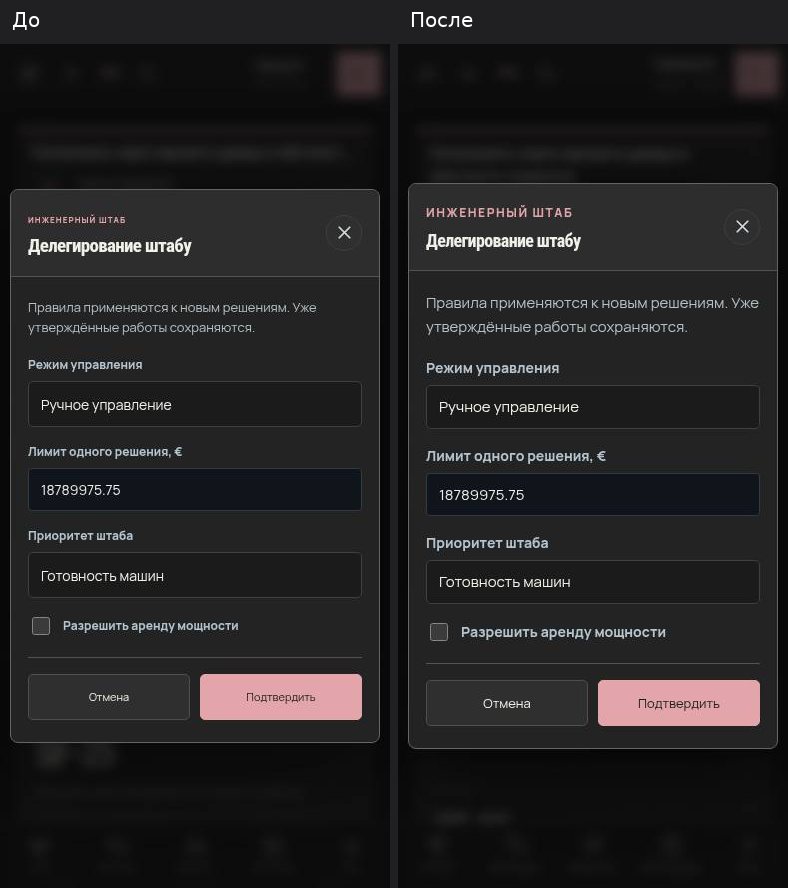 До
ИНЖЕНЕРНЫЙ ШТАБ
Делегирование штабу
Правила применяются к новым решениям. Уже
утверждённые работы сохраняются.
Режим управления
Ручное управление
Лимит одного решения, €
18789975.75
Приоритет штаба
Готовность машин
Разрешить аренду мощности
Отмена
Подтвердить
После
ИНЖЕНЕРНЫЙ ШТАБ
Делегирование штабу
Правила применяются к новым решениям. Уже
утверждённые работы сохраняются.
Режим управления
Ручное управление
Лимит одного решения, €
18789975.75
Приоритет штаба
Готовность машин
Разрешить аренду мощности
Отмена
Подтвердить